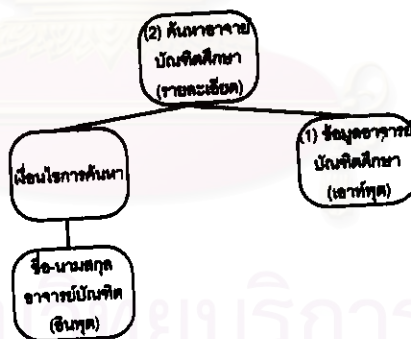 (2) ค้นหาอาจาย์
บัณฑิตศึกษา
(รายละเอียด)
เงื่อนไขการค้นหา
(1) ข้อมูลอาจารย์
บัณฑิตศึกษา
(เอาท์พุต)
ชื่อ-นามสกุล
อาจารย์บัณฑิต
(อินพุต)